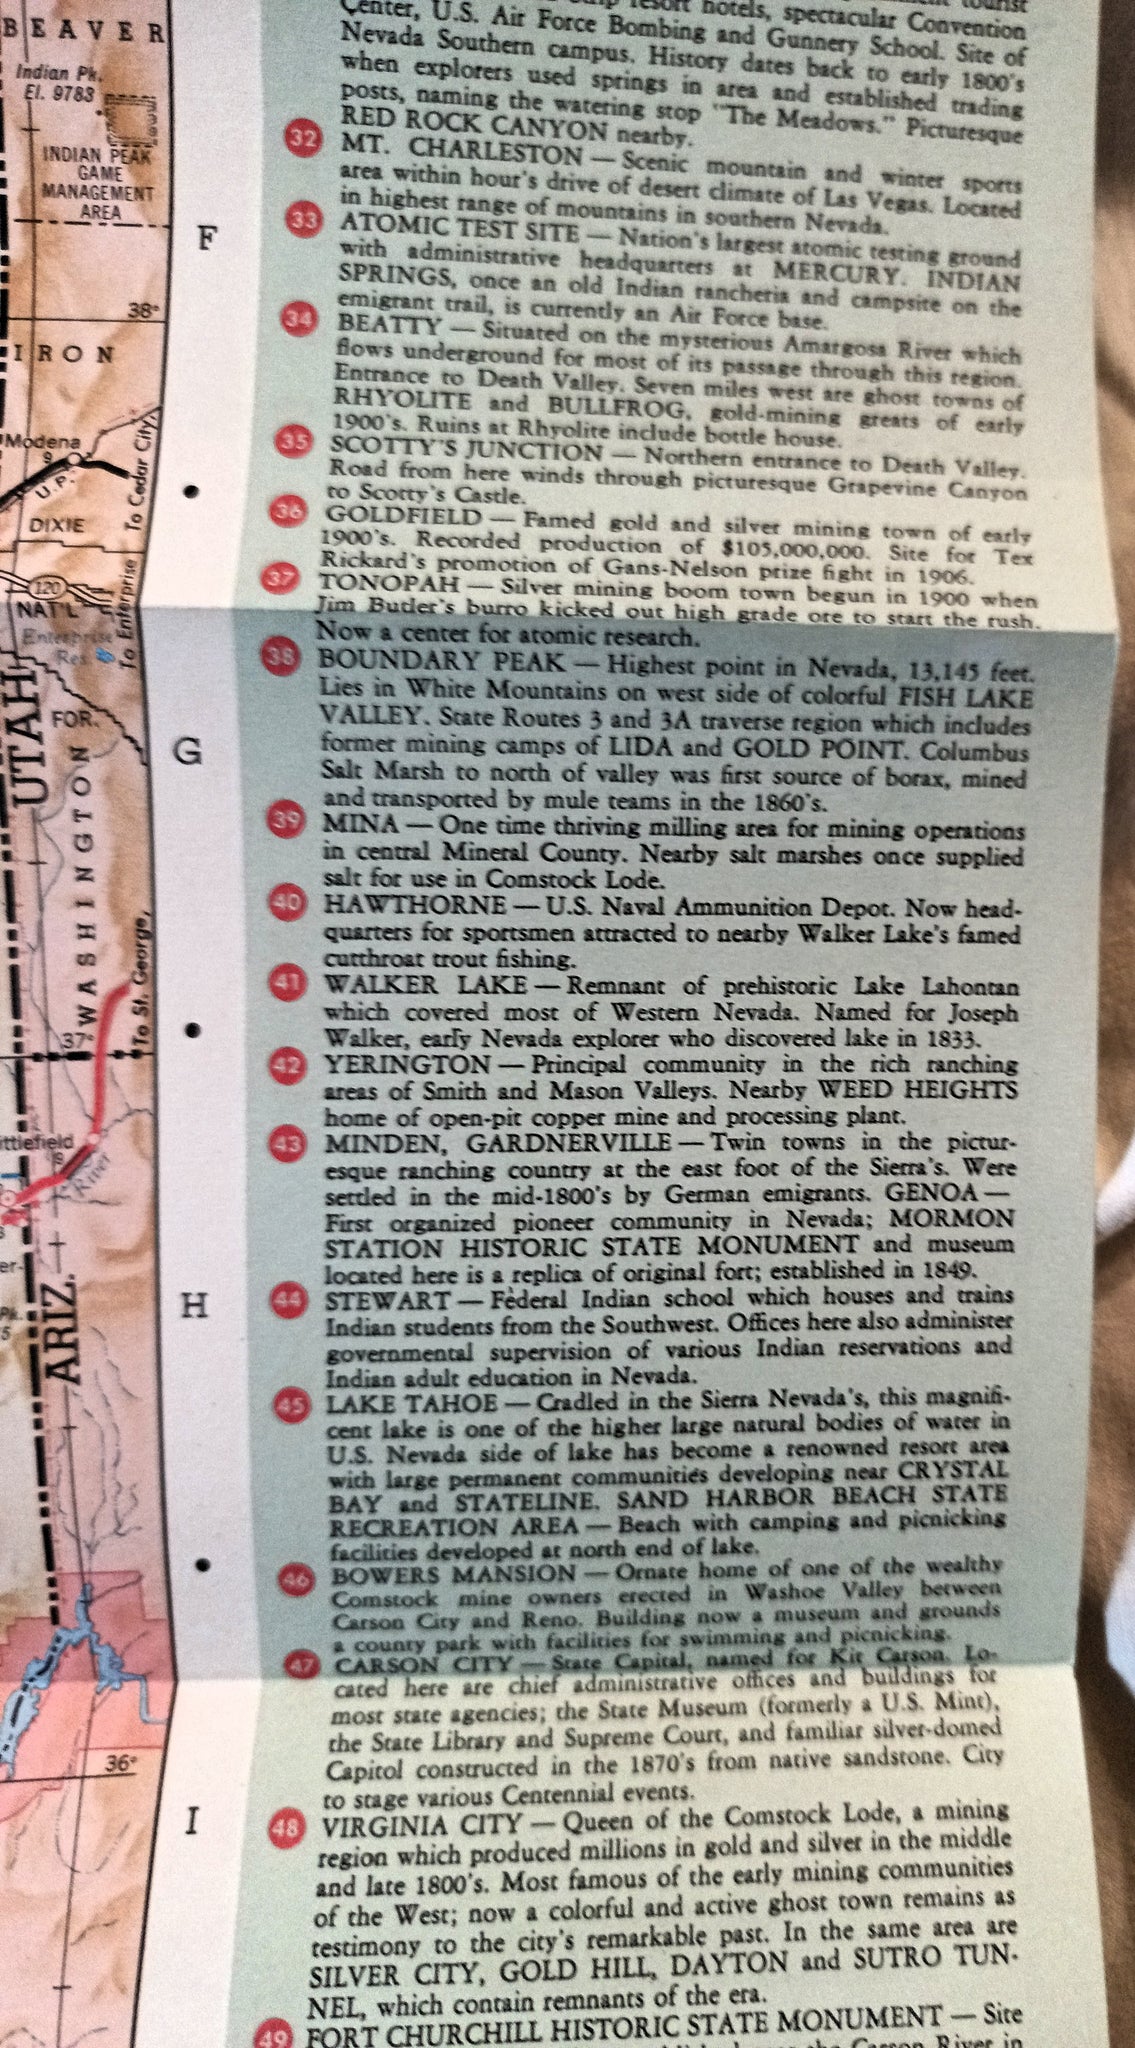 BEAVER
Indian Pk.
El. 9783
INDIAN PEAK
GAME
MANAGEMENT
AREA
38°
IRON
Modena
9
U.P.
To Cedar City
DIXIE
120
NAT'L
Enterprise
Res.
To Enterprise
UTAH
FOR.
WASHINGTON
To St. George,
37°
ittlefield
River
ARIZ.
36°
F
G
H
I
resort hotels, spectacular Convention
Center, U.S. Air Force Bombing and Gunnery School. Site of
Nevada Southern campus. History dates back to early 1800's
when explorers used springs in area and established trading
posts, naming the watering stop "The Meadows." Picturesque
RED ROCK CANYON nearby.
32 MT. CHARLESTON — Scenic mountain and winter sports
area within hour's drive of desert climate of Las Vegas. Located
in highest range of mountains in southern Nevada.
33 ATOMIC TEST SITE — Nation's largest atomic testing ground
with administrative headquarters at MERCURY. INDIAN
SPRINGS, once an old Indian rancheria and campsite on the
emigrant trail, is currently an Air Force base.
34 BEATTY — Situated on the mysterious Amargosa River which
flows underground for most of its passage through this region.
Entrance to Death Valley. Seven miles west are ghost towns of
RHYOLITE and BULLFROG, gold-mining greats of early
1900's. Ruins at Rhyolite include bottle house.
35 SCOTTY'S JUNCTION — Northern entrance to Death Valley.
Road from here winds through picturesque Grapevine Canyon
to Scotty's Castle.
36 GOLDFIELD — Famed gold and silver mining town of early
1900's. Recorded production of $105,000,000. Site for Tex
Rickard's promotion of Gans-Nelson prize fight in 1906.
37 TONOPAH — Silver mining boom town begun in 1900 when
Jim Butler's burro kicked out high grade ore to start the rush.
Now a center for atomic research.
38 BOUNDARY PEAK — Highest point in Nevada, 13,145 feet.
Lies in White Mountains on west side of colorful FISH LAKE
VALLEY. State Routes 3 and 3A traverse region which includes
former mining camps of LIDA and GOLD POINT. Columbus
Salt Marsh to north of valley was first source of borax, mined
and transported by mule teams in the 1860's.
39 MINA — One time thriving milling area for mining operations
in central Mineral County. Nearby salt marshes once supplied
salt for use in Comstock Lode.
40 HAWTHORNE — U.S. Naval Ammunition Depot. Now head-
quarters for sportsmen attracted to nearby Walker Lake's famed
cutthroat trout fishing.
41 WALKER LAKE — Remnant of prehistoric Lake Lahontan
which covered most of Western Nevada. Named for Joseph
Walker, early Nevada explorer who discovered lake in 1833.
42 YERINGTON — Principal community in the rich ranching
areas of Smith and Mason Valleys. Nearby WEED HEIGHTS
home of open-pit copper mine and processing plant.
43 MINDEN, GARDNERVILLE — Twin towns in the pictur-
esque ranching country at the east foot of the Sierra's. Were
settled in the mid-1800's by German emigrants. GENOA —
First organized pioneer community in Nevada; MORMON
STATION HISTORIC STATE MONUMENT and museum
located here is a replica of original fort; established in 1849.
44 STEWART — Federal Indian school which houses and trains
Indian students from the Southwest. Offices here also administer
governmental supervision of various Indian reservations and
Indian adult education in Nevada.
45 LAKE TAHOE — Cradled in the Sierra Nevada's, this magnifi-
cent lake is one of the higher large natural bodies of water in
U.S. Nevada side of lake has become a renowned resort area
with large permanent communities developing near CRYSTAL
BAY and STATELINE. SAND HARBOR BEACH STATE
RECREATION AREA — Beach with camping and picnicking
facilities developed at north end of lake.
46 BOWERS MANSION — Ornate home of one of the wealthy
Comstock mine owners erected in Washoe Valley between
Carson City and Reno. Building now a museum and grounds
a county park with facilities for swimming and picnicking.
47 CARSON CITY — State Capital, named for Kit Carson. Lo-
cated here are chief administrative offices and buildings for
most state agencies; the State Museum (formerly a U.S. Mint),
the State Library and Supreme Court, and familiar silver-domed
Capitol constructed in the 1870's from native sandstone. City
to stage various Centennial events.
48 VIRGINIA CITY — Queen of the Comstock Lode, a mining
region which produced millions in gold and silver in the middle
and late 1800's. Most famous of the early mining communities
of the West; now a colorful and active ghost town remains as
testimony to the city's remarkable past. In the same area are
SILVER CITY, GOLD HILL, DAYTON and SUTRO TUN-
NEL, which contain remnants of the era.
49 FORT CHURCHILL HISTORIC STATE MONUMENT — Site
the Carson River in